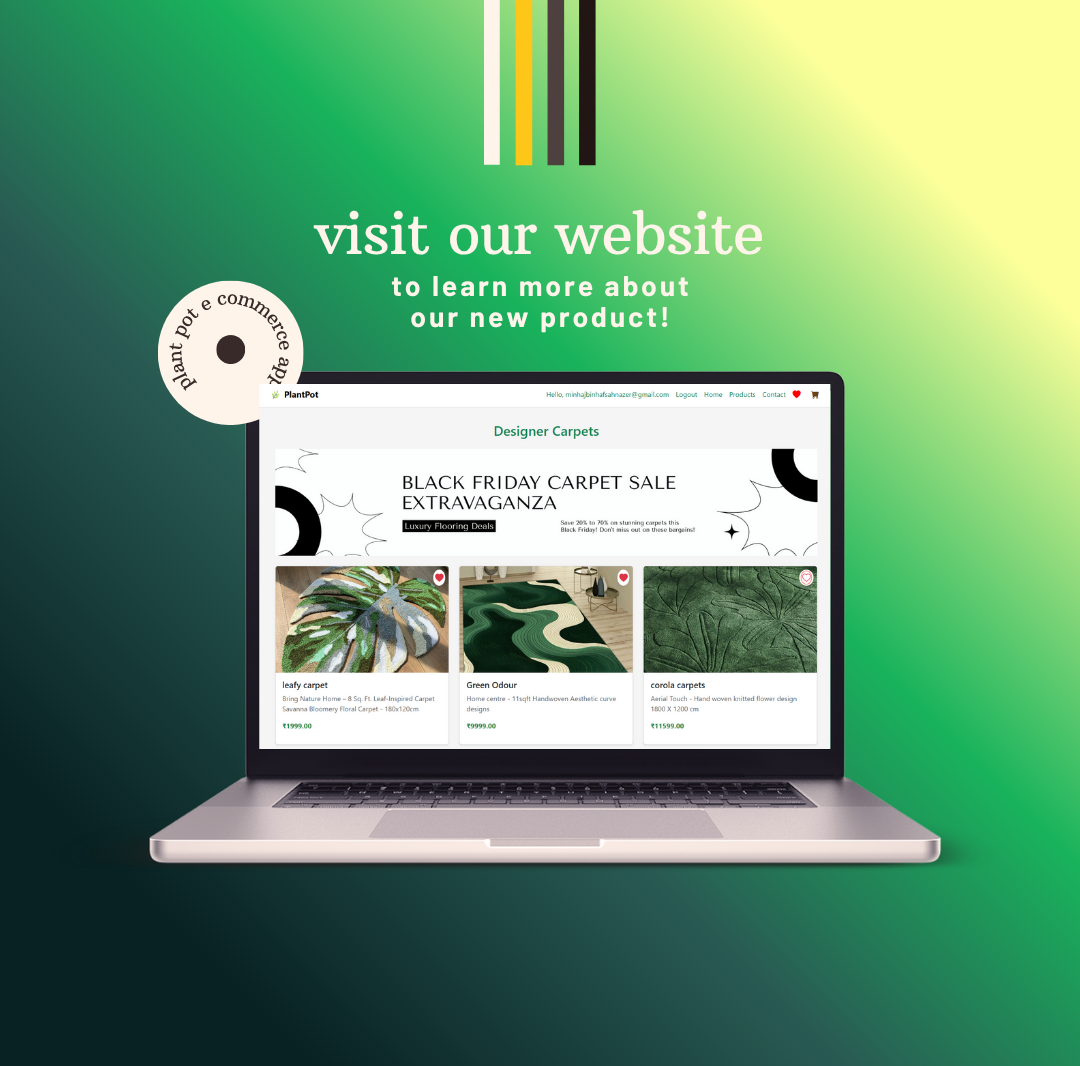 visit our website
to learn more about
our new product!
plant pot e commerce app
PlantPot
Hello, minhajbinhafsahnazer@gmail.com Logout Home Products Contact
Designer Carpets
BLACK FRIDAY CARPET SALE
EXTRAVAGANZA
Luxury Flooring Deals
Save 20% to 70% on stunning carpets this
Black Friday! Don't miss out on these bargains!
leafy carpet
Bring Nature Home – 8 Sq. Ft. Leaf-Inspired Carpet
Savanna Bloomery Floral Carpet - 180x120cm
₹1999.00
Green Odour
Home centre - 11sqft Handwoven Aesthetic curve
designs
₹9999.00
corola carpets
Aerial Touch - Hand woven knitted flower design
1800 X 1200 cm
₹11599.00